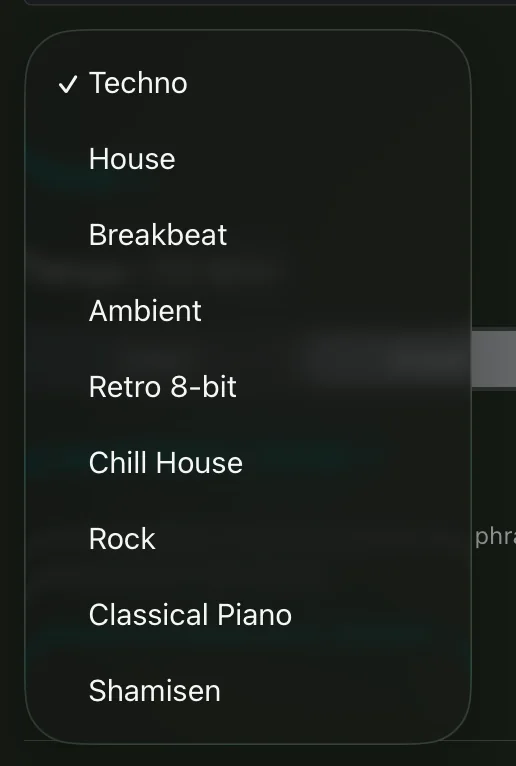 Techno
House
Breakbeat
Ambient
Retro 8-bit
Chill House
Rock
Classical Piano
Shamisen